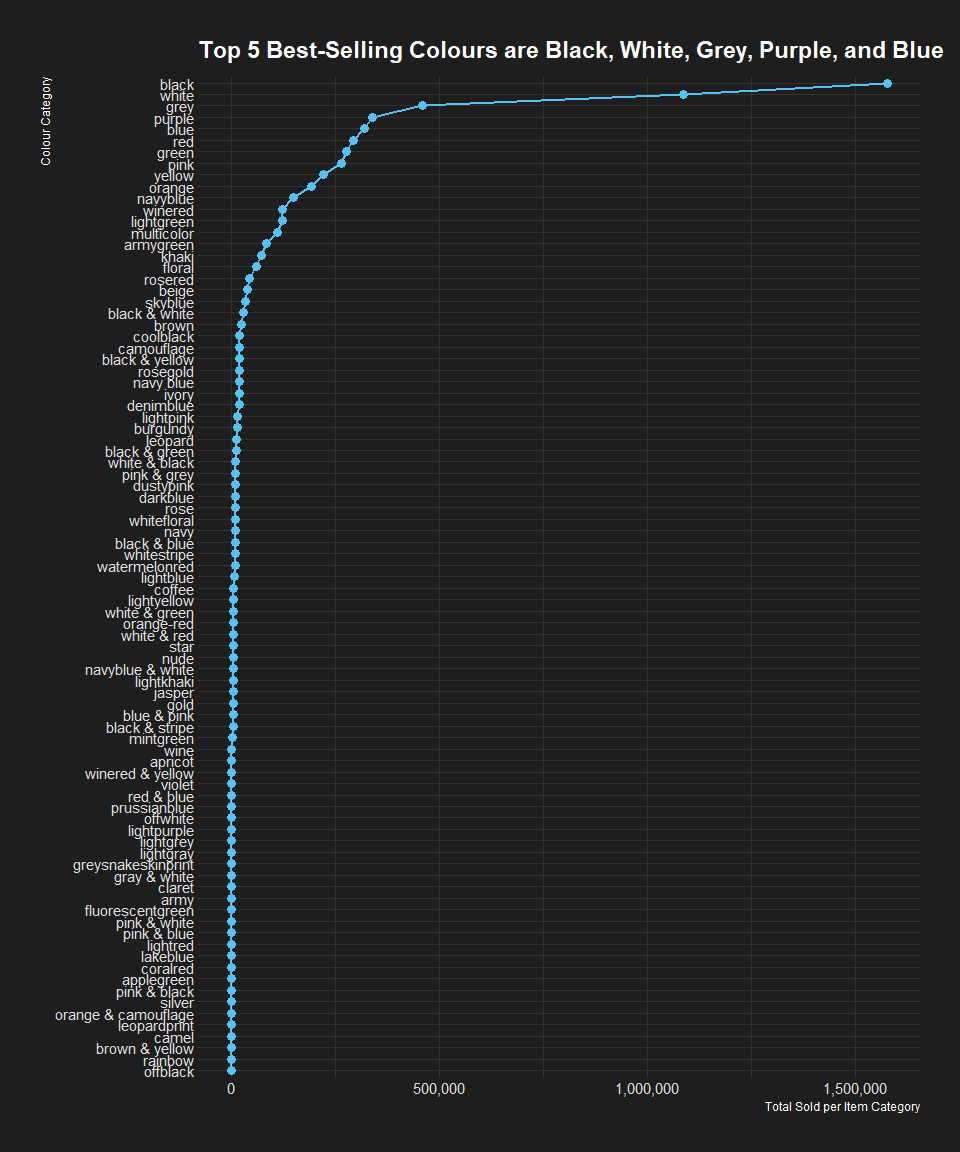 Top 5 Best-Selling Colours are Black, White, Grey, Purple, and Blue
Colour Category
black
white
grey
purple
blue
red
green
pink
yellow
orange
navyblue
winered
lightgreen
multicolor
armygreen
khaki
floral
rosered
beige
skyblue
black & white
brown
coolblack
camouflage
black & yellow
rosegold
navy blue
ivory
denimblue
lightpink
burgundy
leopard
black & green
white & black
pink & grey
dustypink
darkblue
rose
whitefloral
navy
black & blue
whitestripe
watermelonred
lightblue
coffee
lightyellow
white & green
orange-red
white & red
star
nude
navyblue & white
lightkhaki
jasper
gold
blue & pink
black & stripe
mintgreen
wine
apricot
winered & yellow
violet
red & blue
prussianblue
offwhite
lightpurple
lightgrey
lightgray
greysnakeskinprint
gray & white
claret
army
fluorescentgreen
pink & white
pink & blue
lightred
lakeblue
coralred
applegreen
pink & black
silver
orange & camouflage
leopardprint
camel
brown & yellow
rainbow
offblack
0 500,000 1,000,000 1,500,000
Total Sold per Item Category